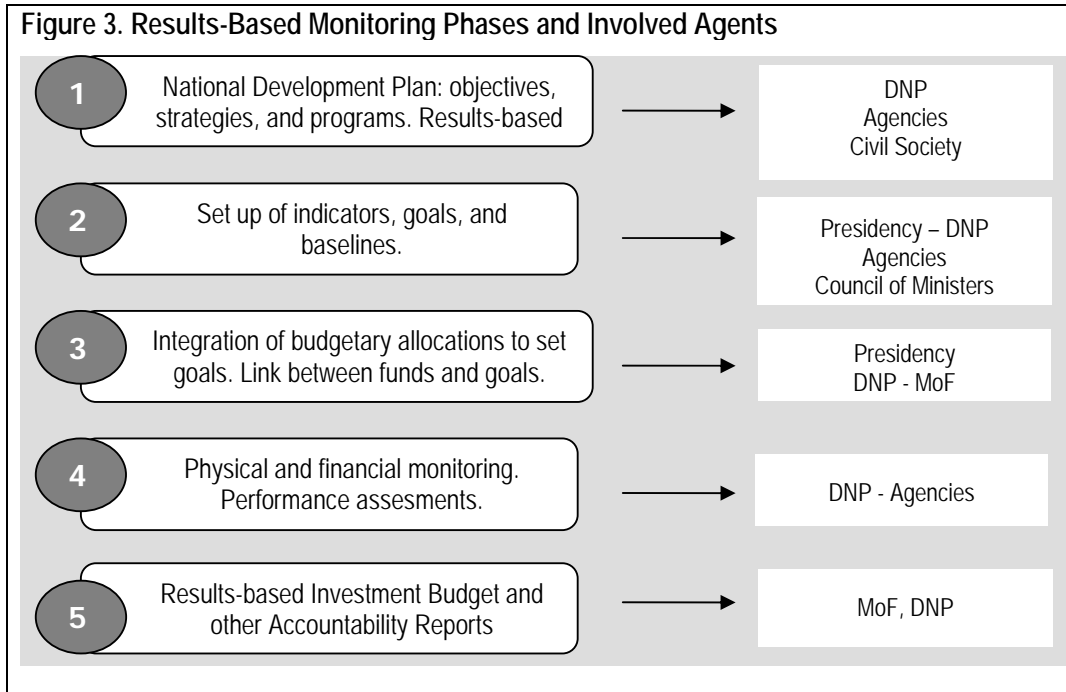 Figure 3. Results-Based Monitoring Phases and Involved Agents
1
National Development Plan: objectives,
strategies, and programs. Results-based
DNP
Agencies
Civil Society
2
Set up of indicators, goals, and
baselines.
Presidency – DNP
Agencies
Council of Ministers
3
Integration of budgetary allocations to set
goals. Link between funds and goals.
Presidency
DNP - MoF
4
Physical and financial monitoring.
Performance assesments.
DNP - Agencies
5
Results-based Investment Budget and
other Accountability Reports
MoF, DNP